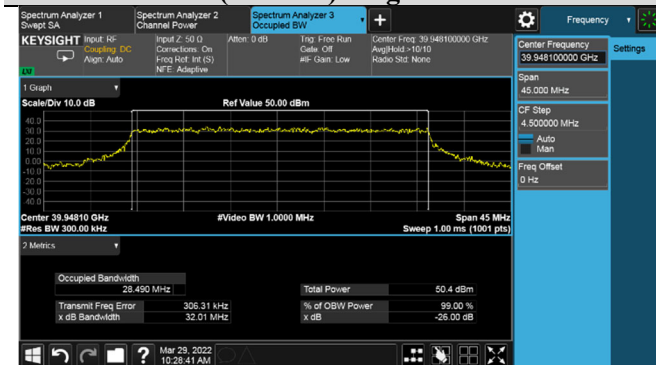 Spectrum Analyzer 1
Swept SA
Spectrum Analyzer 2
Channel Power
Spectrum Analyzer 3
Occupied BW
Frequency
KEYSIGHT
Input: RF
Coupling: DC
Align: Auto
Input Z: 50 Ω
Corrections: On
Freq Ref: Int (S)
NFE: Adaptive
Atten: 0 dB
Trig: Free Run
Gate: Off
#IF Gain: Low
Center Freq: 39.948100000 GHz
Avg|Hold >10/10
Radio Std: None
Center Frequency
39.948100000 GHz
Settings
Span
45.000 MHz
CF Step
4.500000 MHz
Auto
Man
Freq Offset
0 Hz
1 Graph
Scale/Div 10.0 dB
Ref Value 50.00 dBm
40.0
30.0
20.0
10.0
0.00
-10.0
-20.0
-30.0
-40.0
Center 39.94810 GHz
#Video BW 1.0000 MHz
Span 45 MHz
#Res BW 300.00 kHz
Sweep 1.00 ms (1001 pts)
2 Metrics
Occupied Bandwidth
28.490 MHz
Total Power 50.4 dBm
Transmit Freq Error 306.31 kHz
% of OBW Power 99.00 %
x dB Bandwidth 32.01 MHz
x dB -26.00 dB
Mar 29, 2022
10:28:41 AM